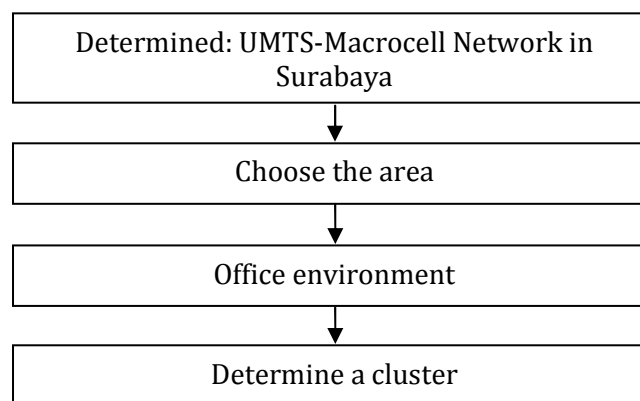 Determined: UMTS-Macrocell Network in
Surabaya
Choose the area
Office environment
Determine a cluster